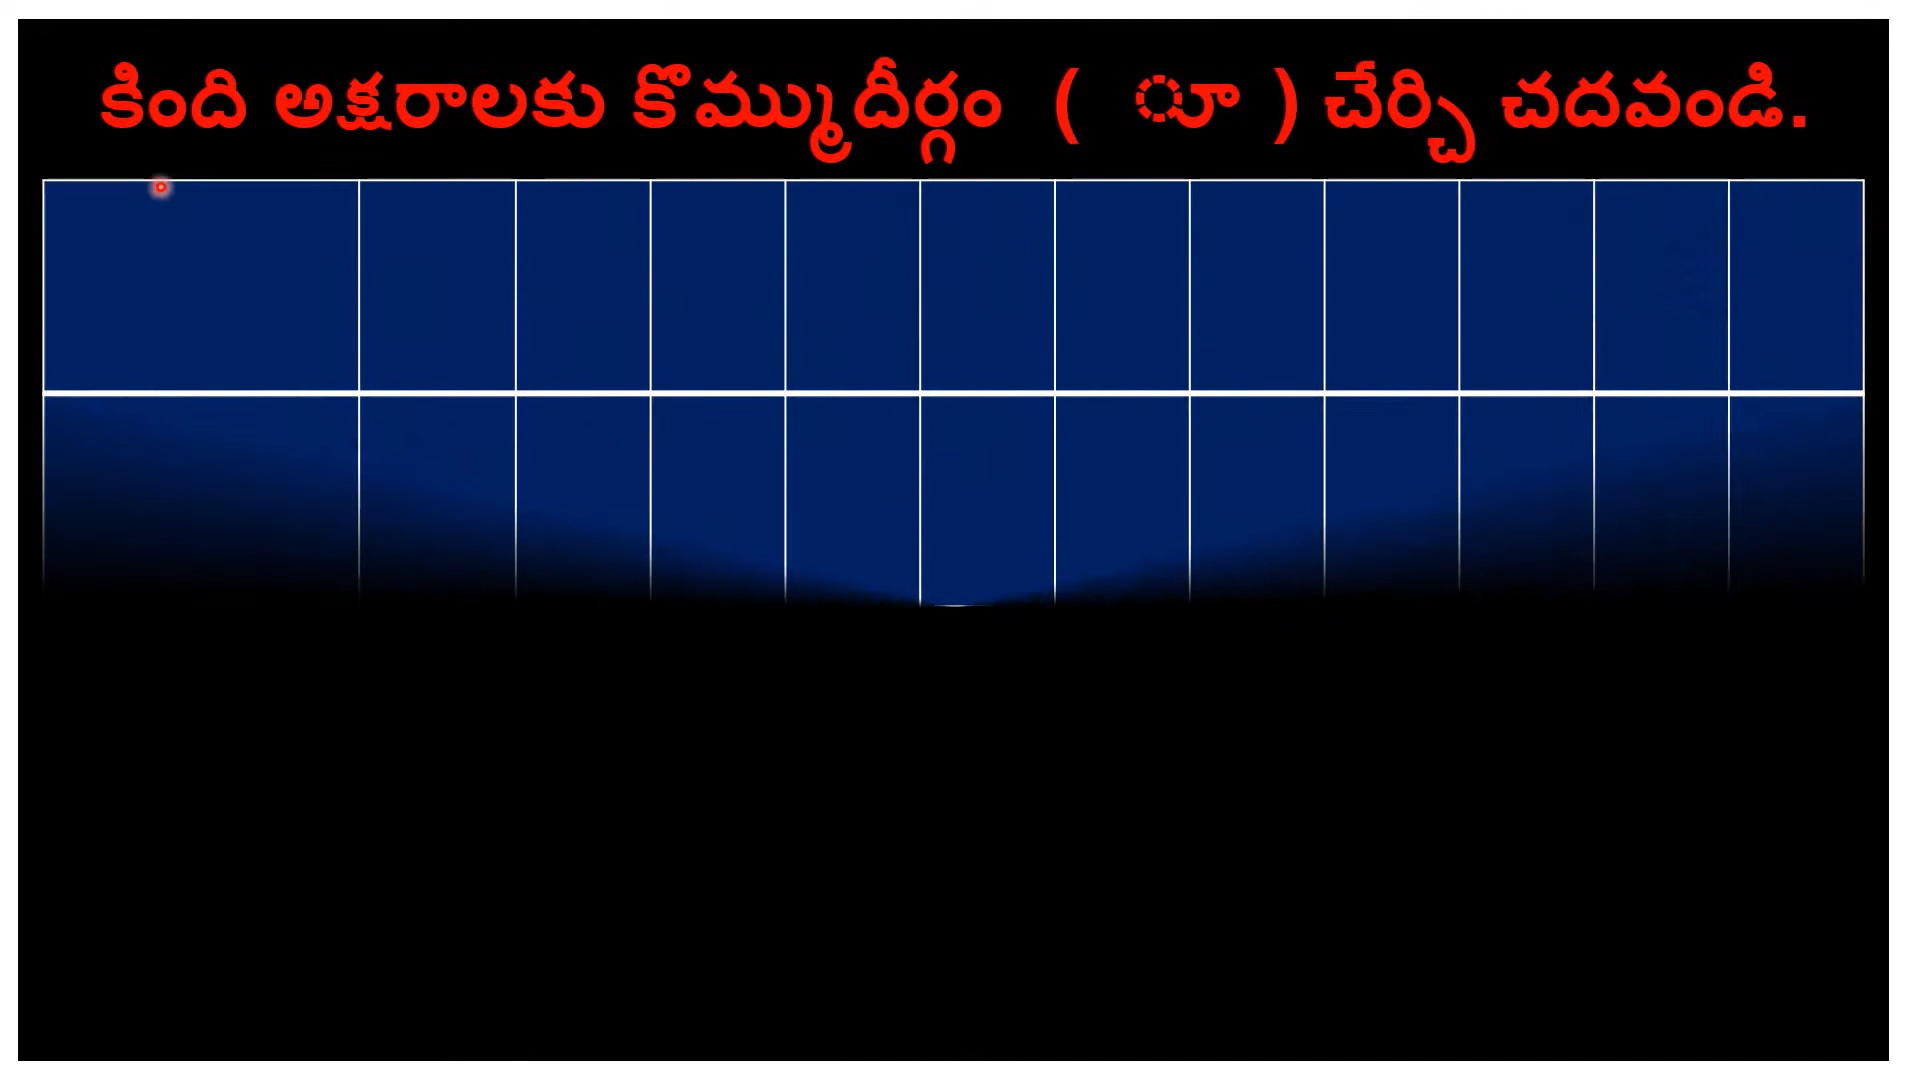 కింది అక్షరాలకు కొమ్ముదీర్గం ( ూ ) చేర్చి చదవండి.